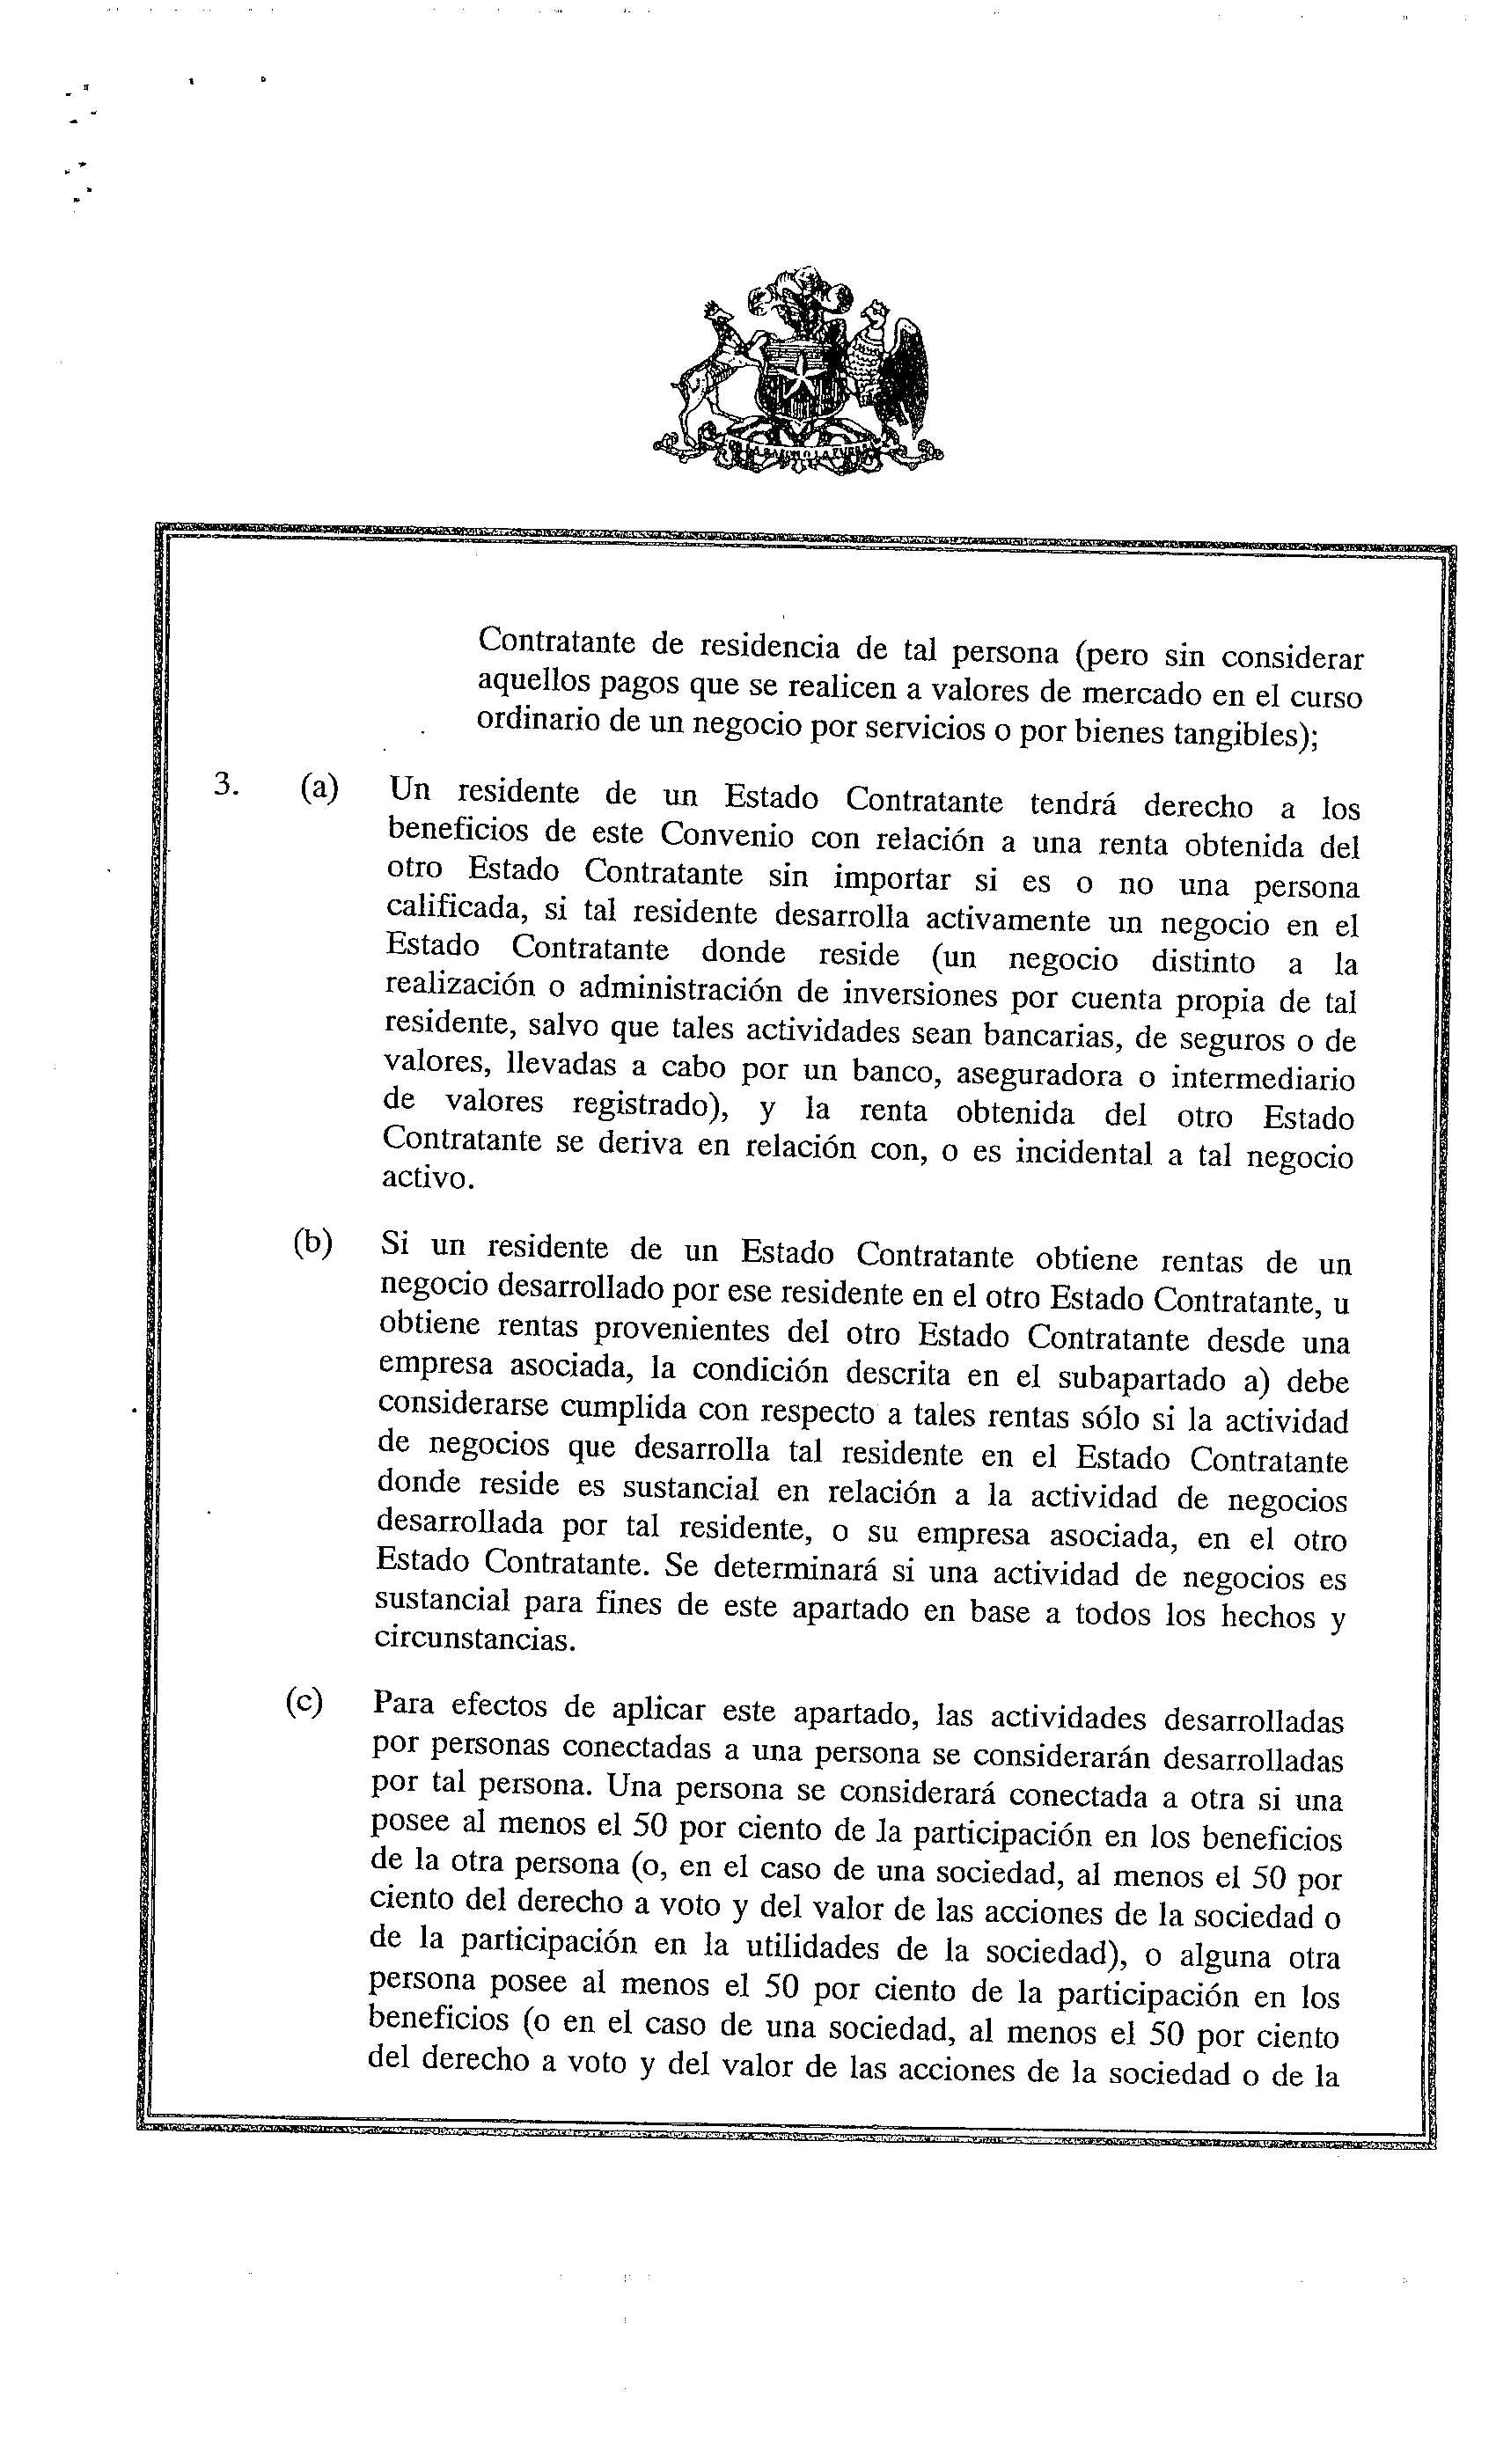 Contratante de residencia de tal persona (pero sin considerar
aquellos pagos que se realicen a valores de mercado en el curso
ordinario de un negocio por servicios o por bienes tangibles);
3. (a) Un residente de un Estado Contratante tendrá derecho a los
beneficios de este Convenio con relación a una renta obtenida del
otro Estado Contratante sin importar si es o no una persona
calificada, si tal residente desarrolla activamente un negocio en el
Estado Contratante donde reside (un negocio distinto a la
realización o administración de inversiones por cuenta propia de tal
residente, salvo que tales actividades sean bancarias, de seguros o de
valores, llevadas a cabo por un banco, aseguradora o intermediario
de valores registrado), y la renta obtenida del otro Estado
Contratante se deriva en relación con, o es incidental a tal negocio
activo.
(b) Si un residente de un Estado Contratante obtiene rentas de un
negocio desarrollado por ese residente en el otro Estado Contratante, u
obtiene rentas provenientes del otro Estado Contratante desde una
empresa asociada, la condición descrita en el subapartado a) debe
considerarse cumplida con respecto a tales rentas sólo si la actividad
de negocios que desarrolla tal residente en el Estado Contratante
donde reside es sustancial en relación a la actividad de negocios
desarrollada por tal residente, o su empresa asociada, en el otro
Estado Contratante. Se determinará si una actividad de negocios es
sustancial para fines de este apartado en base a todos los hechos y
circunstancias.
(c) Para efectos de aplicar este apartado, las actividades desarrolladas
por personas conectadas a una persona se considerarán desarrolladas
por tal persona. Una persona se considerará conectada a otra si una
posee al menos el 50 por ciento de la participación en los beneficios
de la otra persona (o, en el caso de una sociedad, al menos el 50 por
ciento del derecho a voto y del valor de las acciones de la sociedad o
de la participación en la utilidades de la sociedad), o alguna otra
persona posee al menos el 50 por ciento de la participación en los
beneficios (o en el caso de una sociedad, al menos el 50 por ciento
del derecho a voto y del valor de las acciones de la sociedad o de la